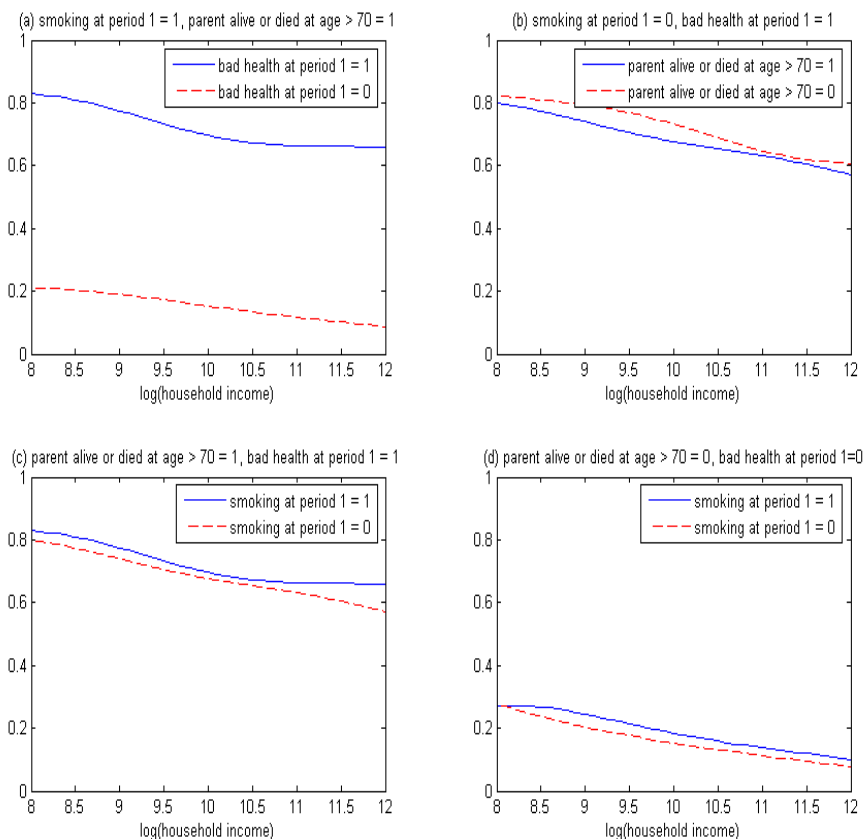 (a) smoking at period 1 = 1, parent alive or died at age > 70 = 1
1
0.8
0.6
0.4
0.2
0
bad health at period 1 = 1
bad health at period 1 = 0
8 8.5 9 9.5 10 10.5 11 11.5 12
log(household income)
(b) smoking at period 1 = 0, bad health at period 1 = 1
1
0.8
0.6
0.4
0.2
0
parent alive or died at age > 70 = 1
parent alive or died at age > 70 = 0
8 8.5 9 9.5 10 10.5 11 11.5 12
log(household income)
(c) parent alive or died at age > 70 = 1, bad health at period 1 = 1
1
0.8
0.6
0.4
0.2
0
smoking at period 1 = 1
smoking at period 1 = 0
8 8.5 9 9.5 10 10.5 11 11.5 12
log(household income)
(d) parent alive or died at age > 70 = 0, bad health at period 1=0
1
0.8
0.6
0.4
0.2
0
smoking at period 1 = 1
smoking at period 1 = 0
8 8.5 9 9.5 10 10.5 11 11.5 12
log(household income)